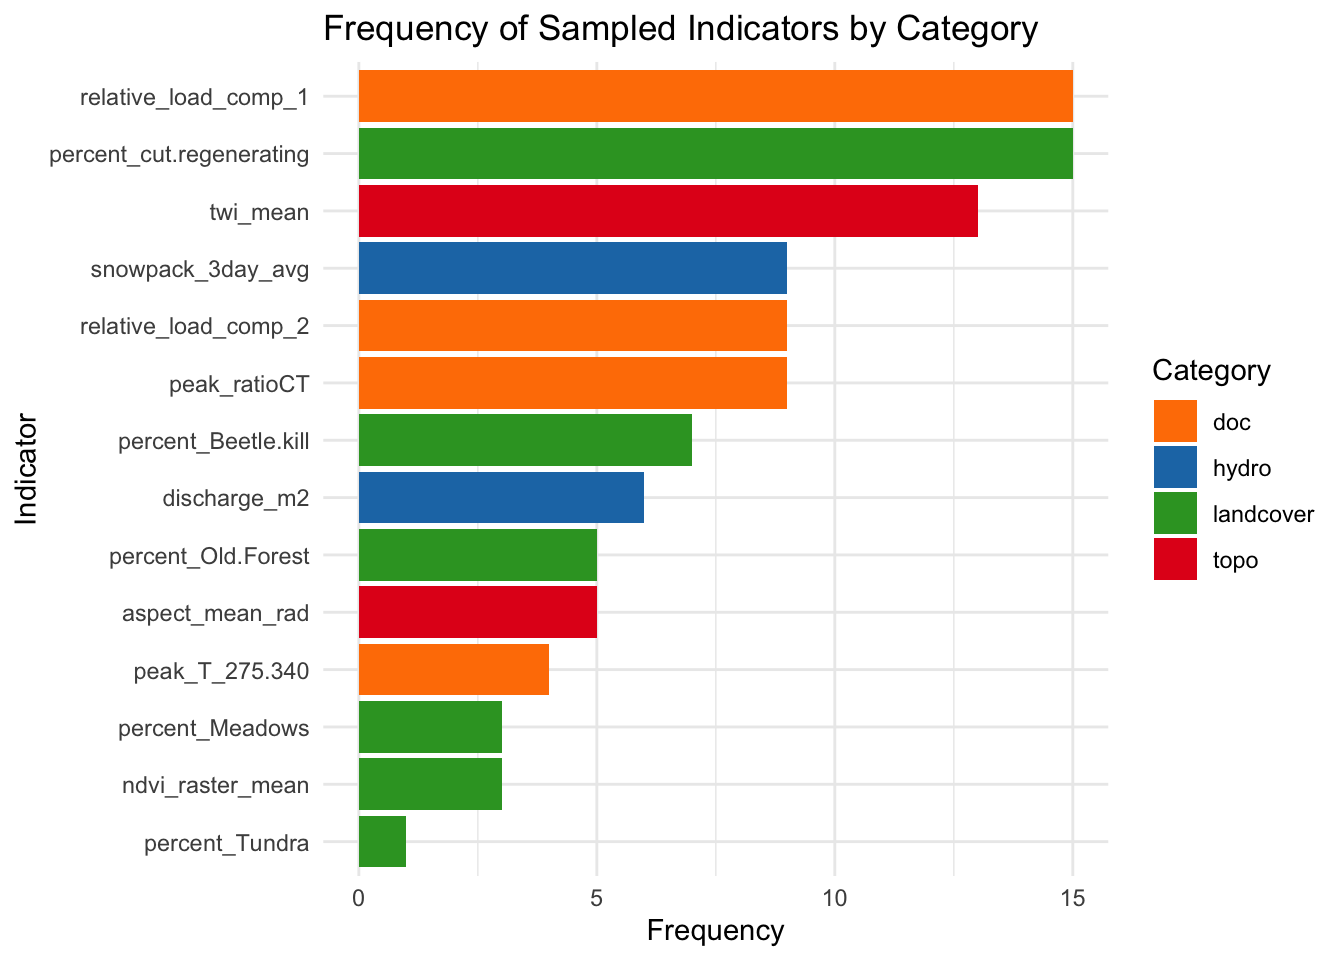 Frequency of Sampled Indicators by Category
relative_load_comp_1
percent_cut.regenerating
twi_mean
snowpack_3day_avg
relative_load_comp_2
peak_ratioCT
percent_Beetle.kill
discharge_m2
percent_Old.Forest
aspect_mean_rad
peak_T_275.340
percent_Meadows
ndvi_raster_mean
percent_Tundra
Indicator
0 5 10 15
Frequency
Category
doc
hydro
landcover
topo